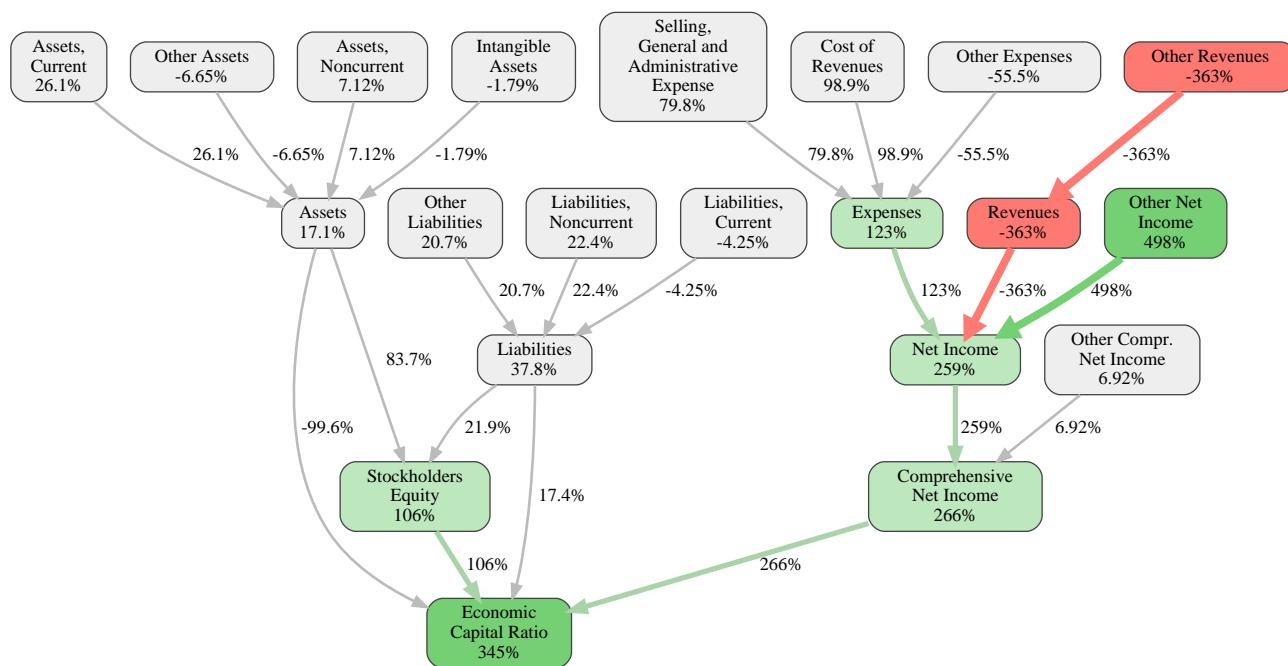 Assets,
Current
26.1%
Other Assets
-6.65%
Assets,
Noncurrent
7.12%
Intangible
Assets
-1.79%
Selling,
General and
Administrative
Expense
79.8%
Cost of
Revenues
98.9%
Other Expenses
-55.5%
Other Revenues
-363%
26.1%
-6.65%
7.12%
-1.79%
79.8%
98.9%
-55.5%
-363%
Assets
17.1%
Other
Liabilities
20.7%
Liabilities,
Noncurrent
22.4%
Liabilities,
Current
-4.25%
Expenses
123%
Revenues
-363%
Other Net
Income
498%
20.7%
22.4%
-4.25%
123%
-363%
498%
83.7%
Liabilities
37.8%
Net Income
259%
Other Compr.
Net Income
6.92%
-99.6%
21.9%
259%
6.92%
Stockholders
Equity
106%
17.4%
Comprehensive
Net Income
266%
106%
266%
Economic
Capital Ratio
345%